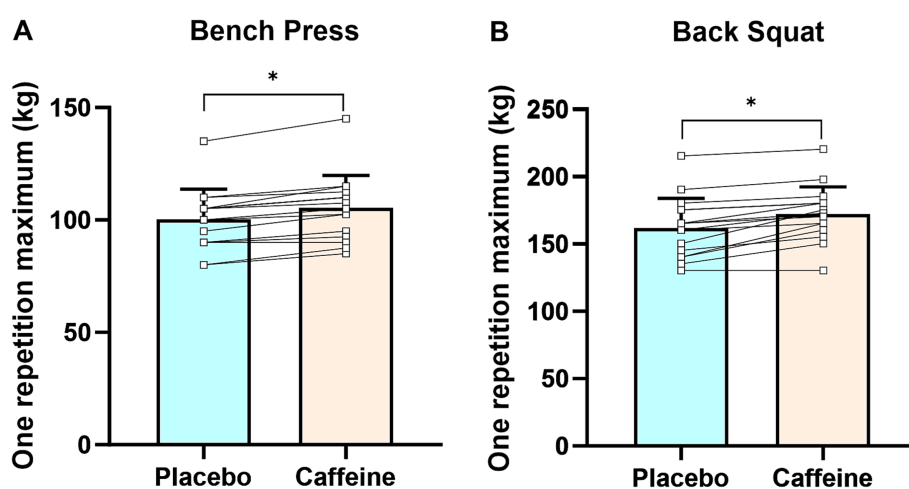 A
Bench Press
One repetition maximum (kg)
150
100
50
0
*
Placebo
Caffeine
B
Back Squat
One repetition maximum (kg)
250
200
150
100
50
0
*
Placebo
Caffeine